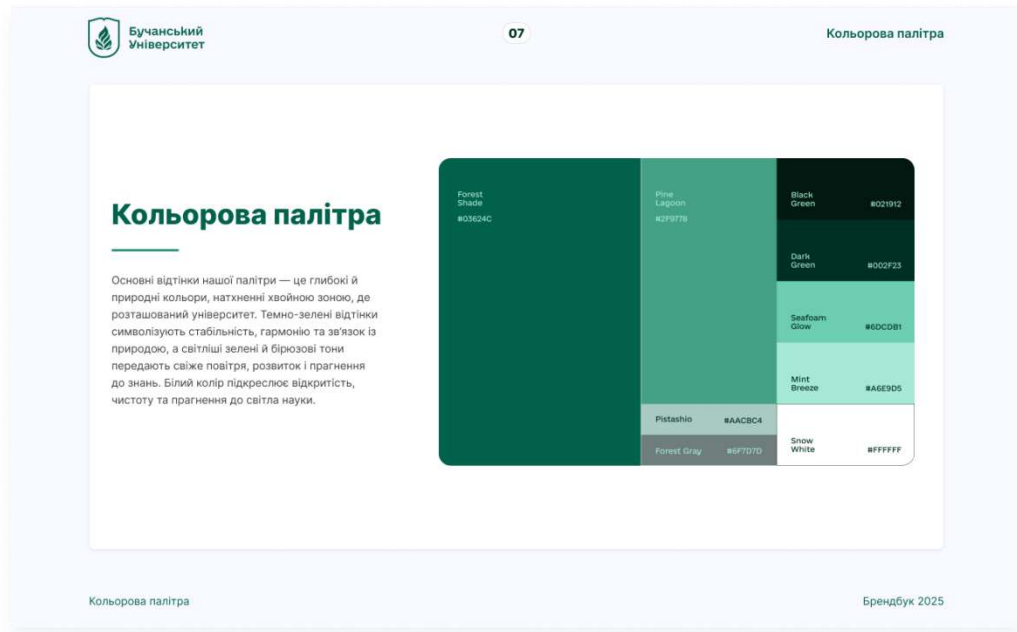 Бучанський
Університет
07
Кольорова палітра
Кольорова палітра
Основні відтінки нашої палітри — це глибокі й
природні кольори, натхненні хвойною зоною, де
розташований університет. Темно-зелені відтінки
символізують стабільність, гармонію та зв’язок із
природою, а світліші зелені й бірюзові тони
передають свіже повітря, розвиток і прагнення
до знань. Білий колір підкреслює відкритість,
чистоту та прагнення до світла науки.
Forest
Shade
#03624C
Pine
Lagoon
#2F9778
Black
Green
#021912
Dark
Green
#002F23
Seafoam
Glow
#6DCDB1
Mint
Breeze
#A6E9D5
Pistashio
#AACBC4
Forest Gray
#6F7D7D
Snow
White
#FFFFFF
Кольорова палітра
Брендбук 2025